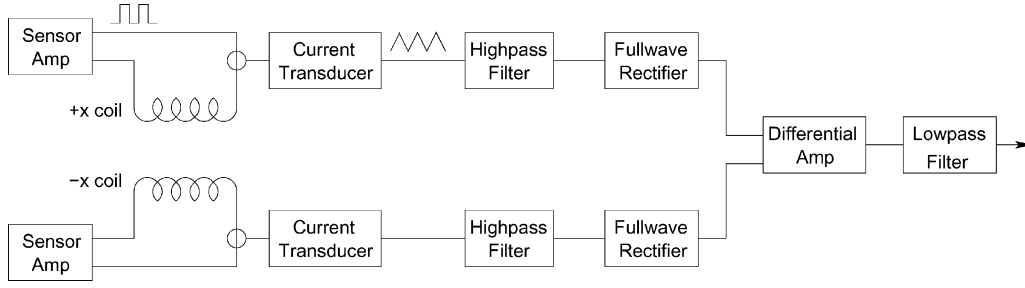 Sensor
Amp
+x coil
Current
Transducer
Highpass
Filter
Fullwave
Rectifier
Differential
Amp
Lowpass
Filter
−x coil
Sensor
Amp
Current
Transducer
Highpass
Filter
Fullwave
Rectifier